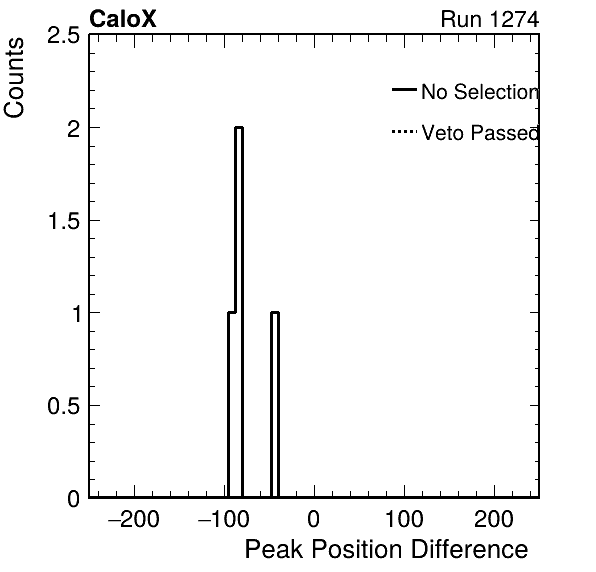 CaloX Run 1274
Counts
2.5
2
1.5
1
0.5
0
No Selection
Veto Passed
−200 −100 0 100 200
Peak Position Difference